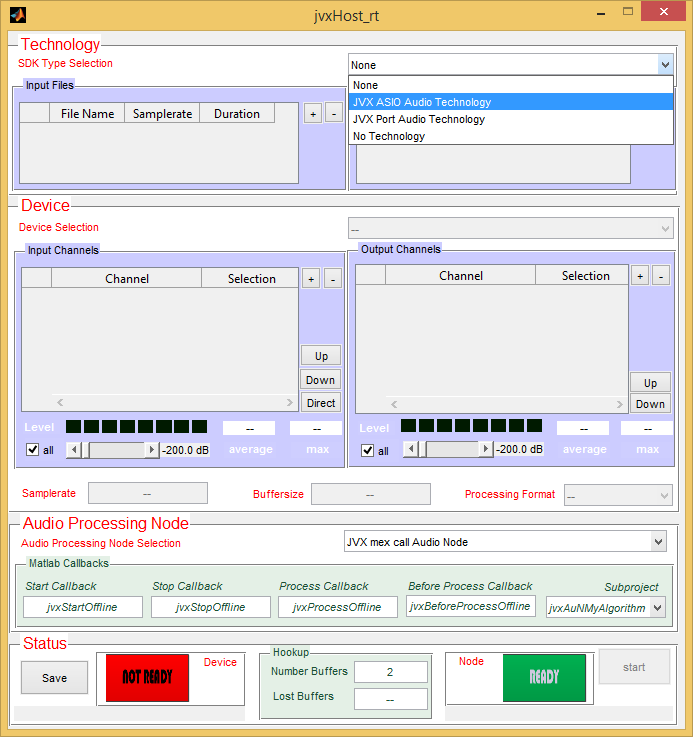 jvxHost_rt
Technology
SDK Type Selection
None
None
JVX ASIO Audio Technology
JVX Port Audio Technology
No Technology
Input Files
File Name Samplerate Duration
+ -
Device
Device Selection
--
Input Channels
Channel Selection
+ -
Up
Down
Direct
Level -- --
all -200.0 dB average max
Output Channels
Channel Selection
+ -
Up
Down
Level -- --
all -200.0 dB average max
Samplerate -- Buffersize -- Processing Format --
Audio Processing Node
Audio Processing Node Selection
JVX mex call Audio Node
Matlab Callbacks
Start Callback Stop Callback Process Callback Before Process Callback Subproject
jvxStartOffline jvxStopOffline jvxProcessOffline jvxBeforeProcessOffline jvxAuNMyAlgorithm
Status
Save
NOT READY
Device
Hookup
Number Buffers 2
Lost Buffers --
Node
READY
start